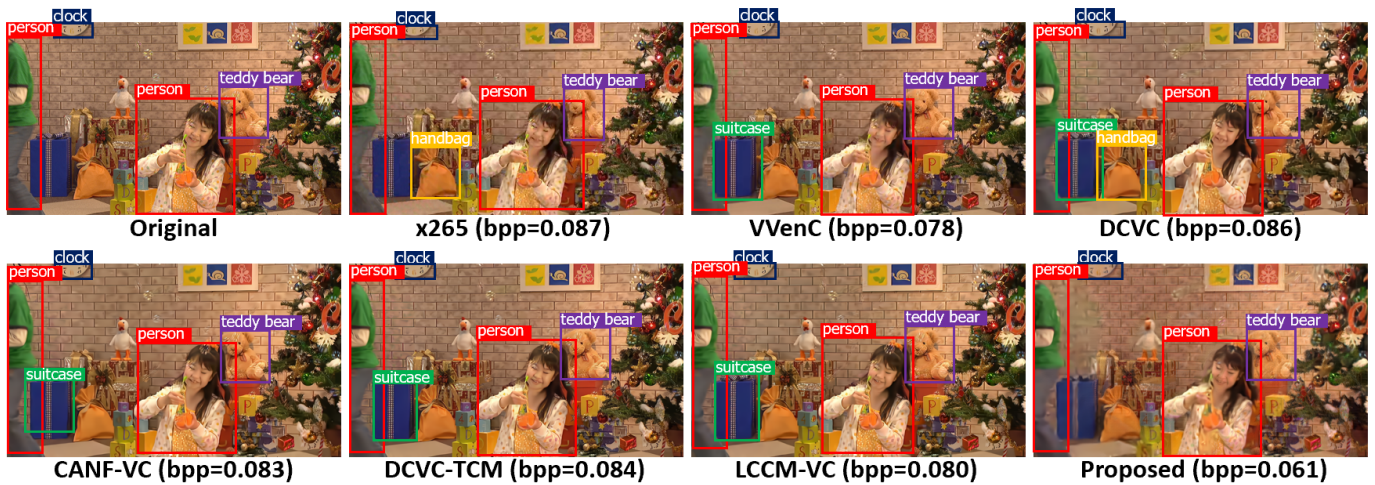 clock
person
person
teddy bear
Original
clock
person
person
teddy bear
handbag
x265 (bpp=0.087)
clock
person
person
teddy bear
suitcase
VVenC (bpp=0.078)
clock
person
person
teddy bear
suitcase
handbag
DCVC (bpp=0.086)
clock
person
person
teddy bear
suitcase
CANF-VC (bpp=0.083)
clock
person
person
teddy bear
suitcase
DCVC-TCM (bpp=0.084)
clock
person
person
teddy bear
suitcase
LCCM-VC (bpp=0.080)
clock
person
person
teddy bear
Proposed (bpp=0.061)